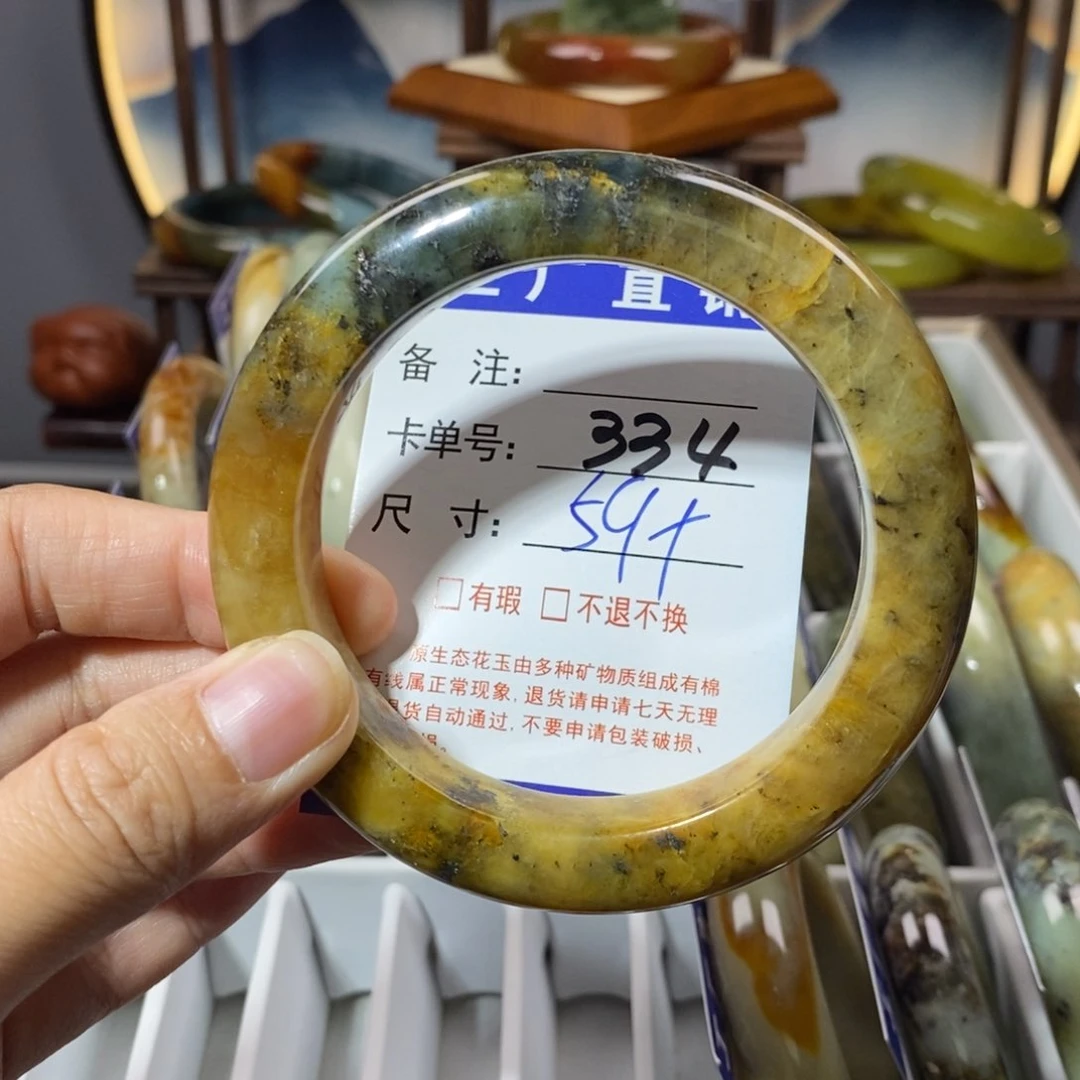 厂直销
备 注:
卡单号: 334
尺 寸: 59+
□有瑕 □不退不换
原生态花玉由多种矿物质组成有棉
有线属正常现象,退货请申请七天无理
退货自动通过,不要申请包装破损、